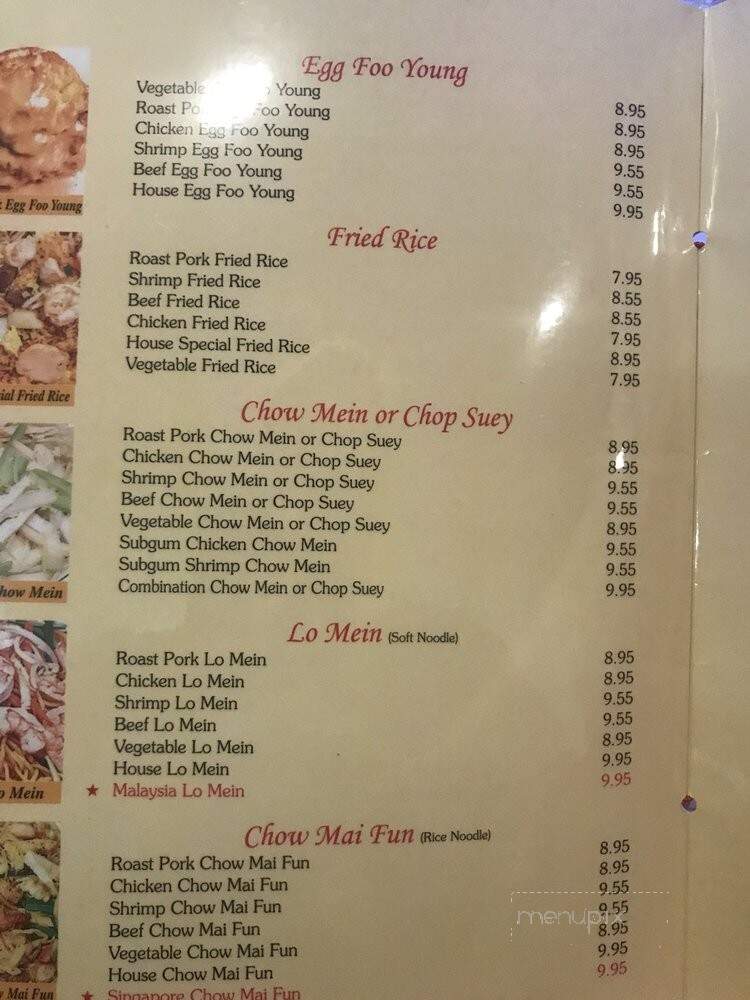 Egg Foo Young
Vegetable Foo Young 8.95
Roast Foo Young 8.95
Chicken Egg Foo Young 8.95
Shrimp Egg Foo Young 9.55
Beef Egg Foo Young 9.55
House Egg Foo Young 9.95
Egg Foo Young
Fried Rice
Roast Pork Fried Rice 7.95
Shrimp Fried Rice 8.55
Beef Fried Rice 8.55
Chicken Fried Rice 7.95
House Special Fried Rice 8.95
Vegetable Fried Rice 7.95
Fried Rice
Chow Mein or Chop Suey
Roast Pork Chow Mein or Chop Suey 8.95
Chicken Chow Mein or Chop Suey 8.95
Shrimp Chow Mein or Chop Suey 9.55
Beef Chow Mein or Chop Suey 9.55
Vegetable Chow Mein or Chop Suey 8.95
Subgum Chicken Chow Mein 9.55
Subgum Shrimp Chow Mein 9.55
Combination Chow Mein or Chop Suey 9.95
Mein
Lo Mein (Soft Noodle)
Roast Pork Lo Mein 8.95
Chicken Lo Mein 8.95
Shrimp Lo Mein 9.55
Beef Lo Mein 9.55
Vegetable Lo Mein 8.95
House Lo Mein 9.95
★ Malaysia Lo Mein 9.95
Mein
Chow Mai Fun (Rice Noodle)
Roast Pork Chow Mai Fun 8.95
Chicken Chow Mai Fun 8.95
Shrimp Chow Mai Fun 9.55
Beef Chow Mai Fun 9.55
Vegetable Chow Mai Fun 8.95
House Chow Mai Fun 9.95
★ Singapore Chow Mai Fun 9.95
Mai Fun
menupix